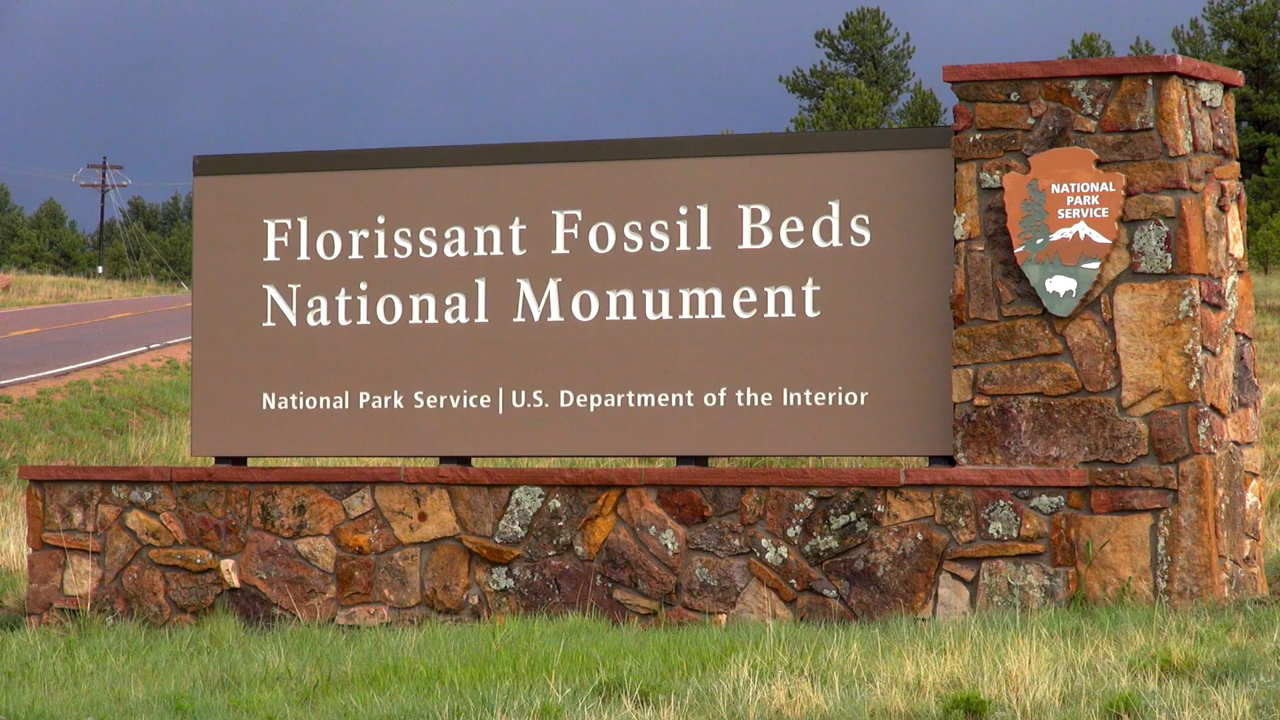 Florissant Fossil Beds
National Monument
National Park Service | U.S. Department of the Interior
NATIONAL
PARK
SERVICE